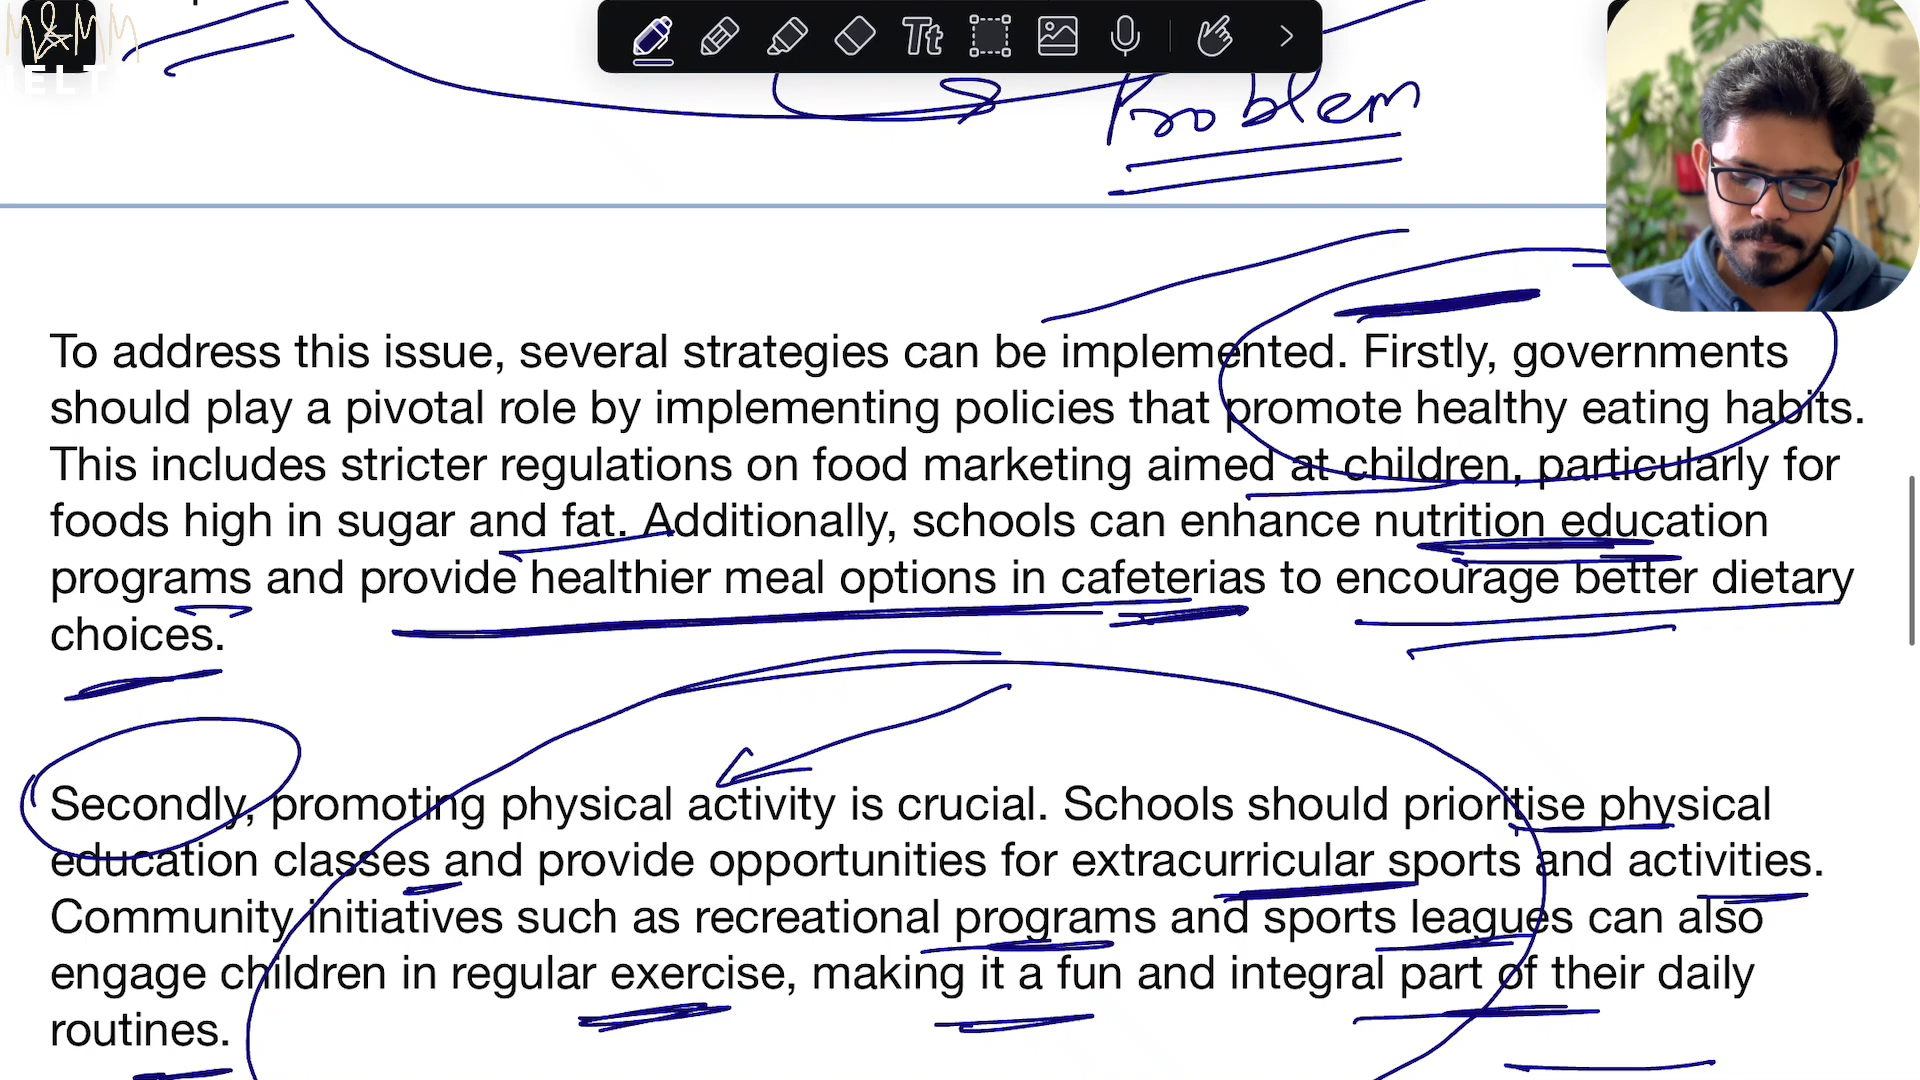 M&MM
IELT
Tt
Problem
To address this issue, several strategies can be implemented. Firstly, governments
should play a pivotal role by implementing policies that promote healthy eating habits.
This includes stricter regulations on food marketing aimed at children, particularly for
foods high in sugar and fat. Additionally, schools can enhance nutrition education
programs and provide healthier meal options in cafeterias to encourage better dietary
choices.
Secondly, promoting physical activity is crucial. Schools should prioritise physical
education classes and provide opportunities for extracurricular sports and activities.
Community initiatives such as recreational programs and sports leagues can also
engage children in regular exercise, making it a fun and integral part of their daily
routines.